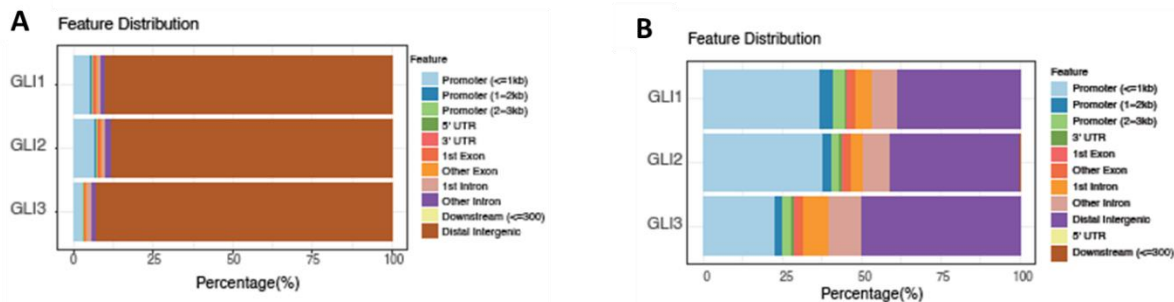 A
Feature Distribution
GLI1
GLI2
GLI3
0
25
50
75
100
Percentage(%)
Feature
Promoter (<=1kb)
Promoter (1-2kb)
Promoter (2-3kb)
5' UTR
3' UTR
1st Exon
Other Exon
1st Intron
Other Intron
Downstream (<=300)
Distal Intergenic
B
Feature Distribution
GLI1
GLI2
GLI3
0
25
50
75
100
Percentage(%)
Feature
Promoter (<=1kb)
Promoter (1-2kb)
Promoter (2-3kb)
3' UTR
1st Exon
Other Exon
1st Intron
Other Intron
Distal Intergenic
5' UTR
Downstream (<=300)